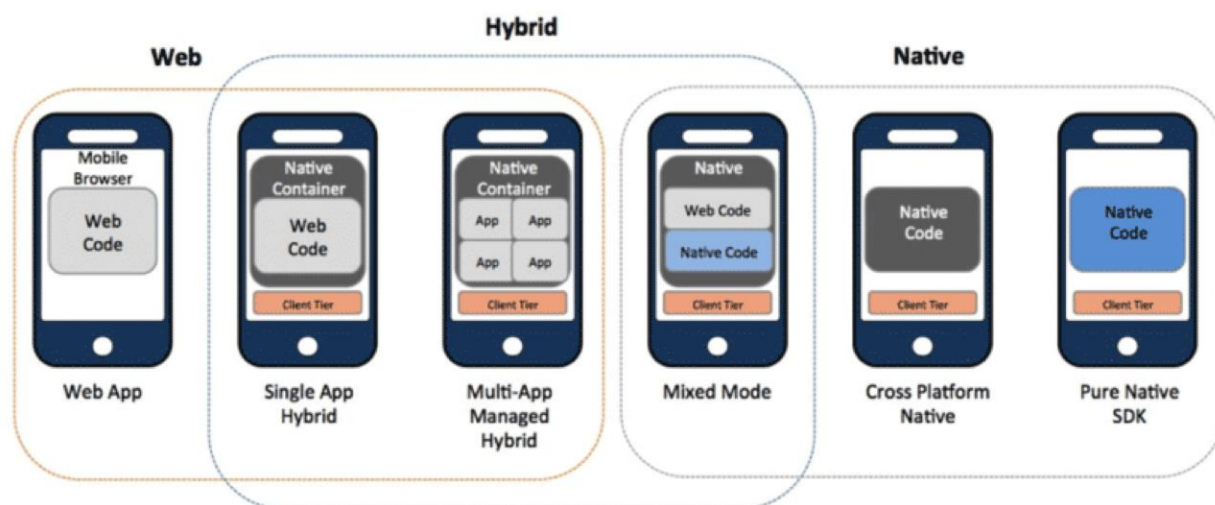 Hybrid
Web
Native
Mobile
Browser
Web
Code
Web App
Native
Container
Web
Code
Client Tier
Single App
Hybrid
Native
Container
App App
App App
Client Tier
Multi-App
Managed
Hybrid
Native
Web Code
Native Code
Client Tier
Mixed Mode
Native
Code
Client Tier
Cross Platform
Native
Native
Code
Client Tier
Pure Native
SDK